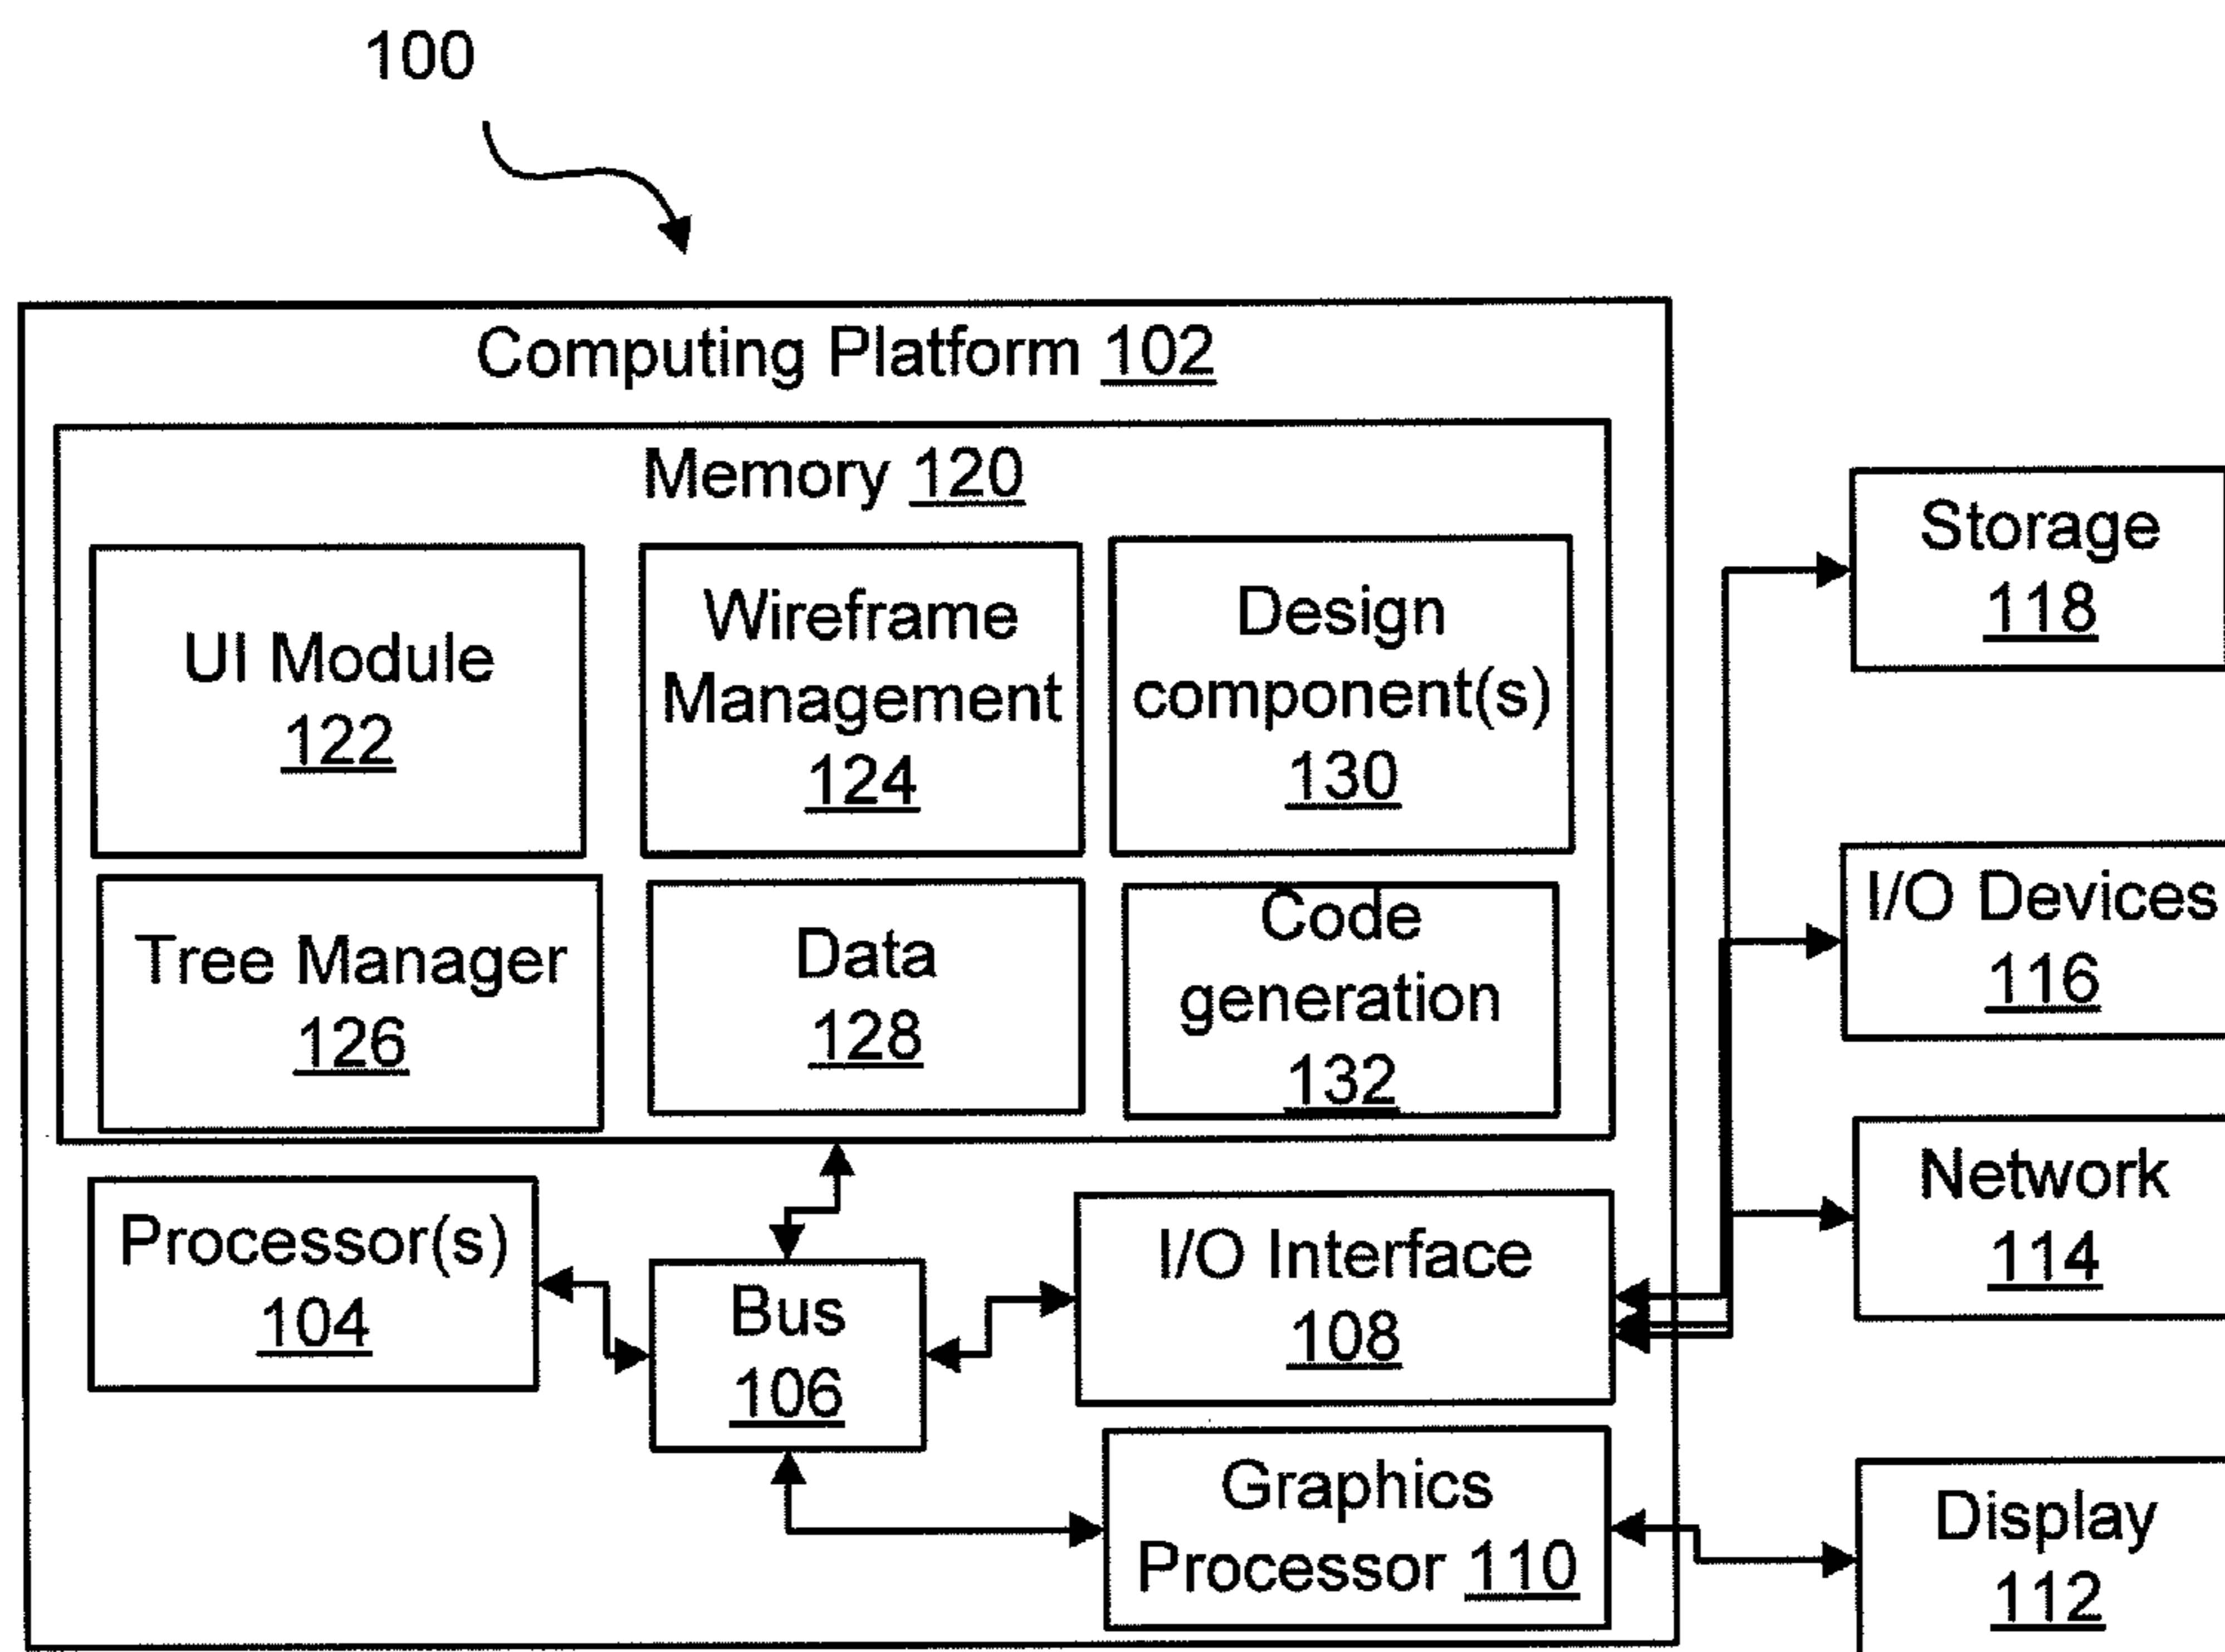 100
Computing Platform 102
Memory 120
UI Module
122
Wireframe
Management
124
Design
component(s)
130
Tree Manager
126
Data
128
Code
generation
132
Processor(s)
104
Bus
106
I/O Interface
108
Graphics
Processor 110
Storage
118
I/O Devices
116
Network
114
Display
112